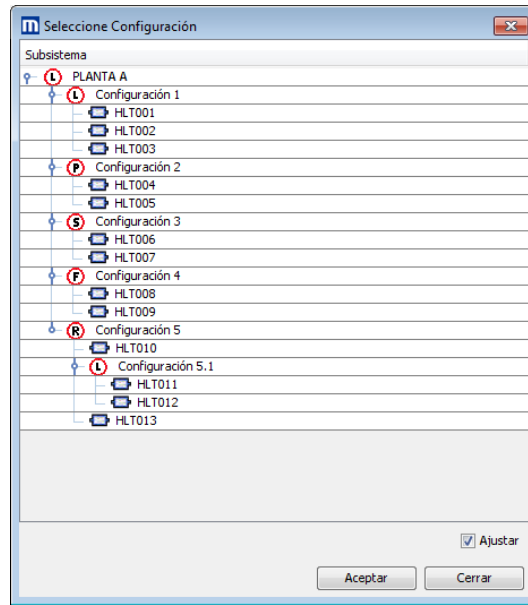 m Seleccione Configuración
Subsistema
L PLANTA A
L Configuración 1
HLT001
HLT002
HLT003
P Configuración 2
HLT004
HLT005
S Configuración 3
HLT006
HLT007
F Configuración 4
HLT008
HLT009
R Configuración 5
HLT010
L Configuración 5.1
HLT011
HLT012
HLT013
Ajustar
Aceptar Cerrar